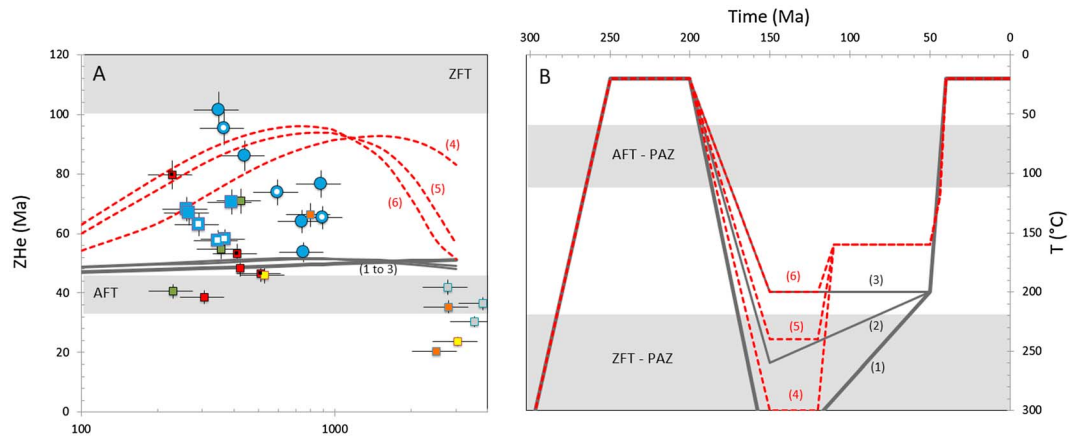 Time (Ma)
300 250 200 150 100 50 0
120
100
80
60
40
20
0
ZHe (Ma)
A
ZFT
(4)
(5)
(6)
(1 to 3)
AFT
100 1000
B
AFT - PAZ
(6)
(3)
(5)
(2)
ZFT - PAZ
(1)
(4)
0
50
100
150
200
250
300
T (°C)